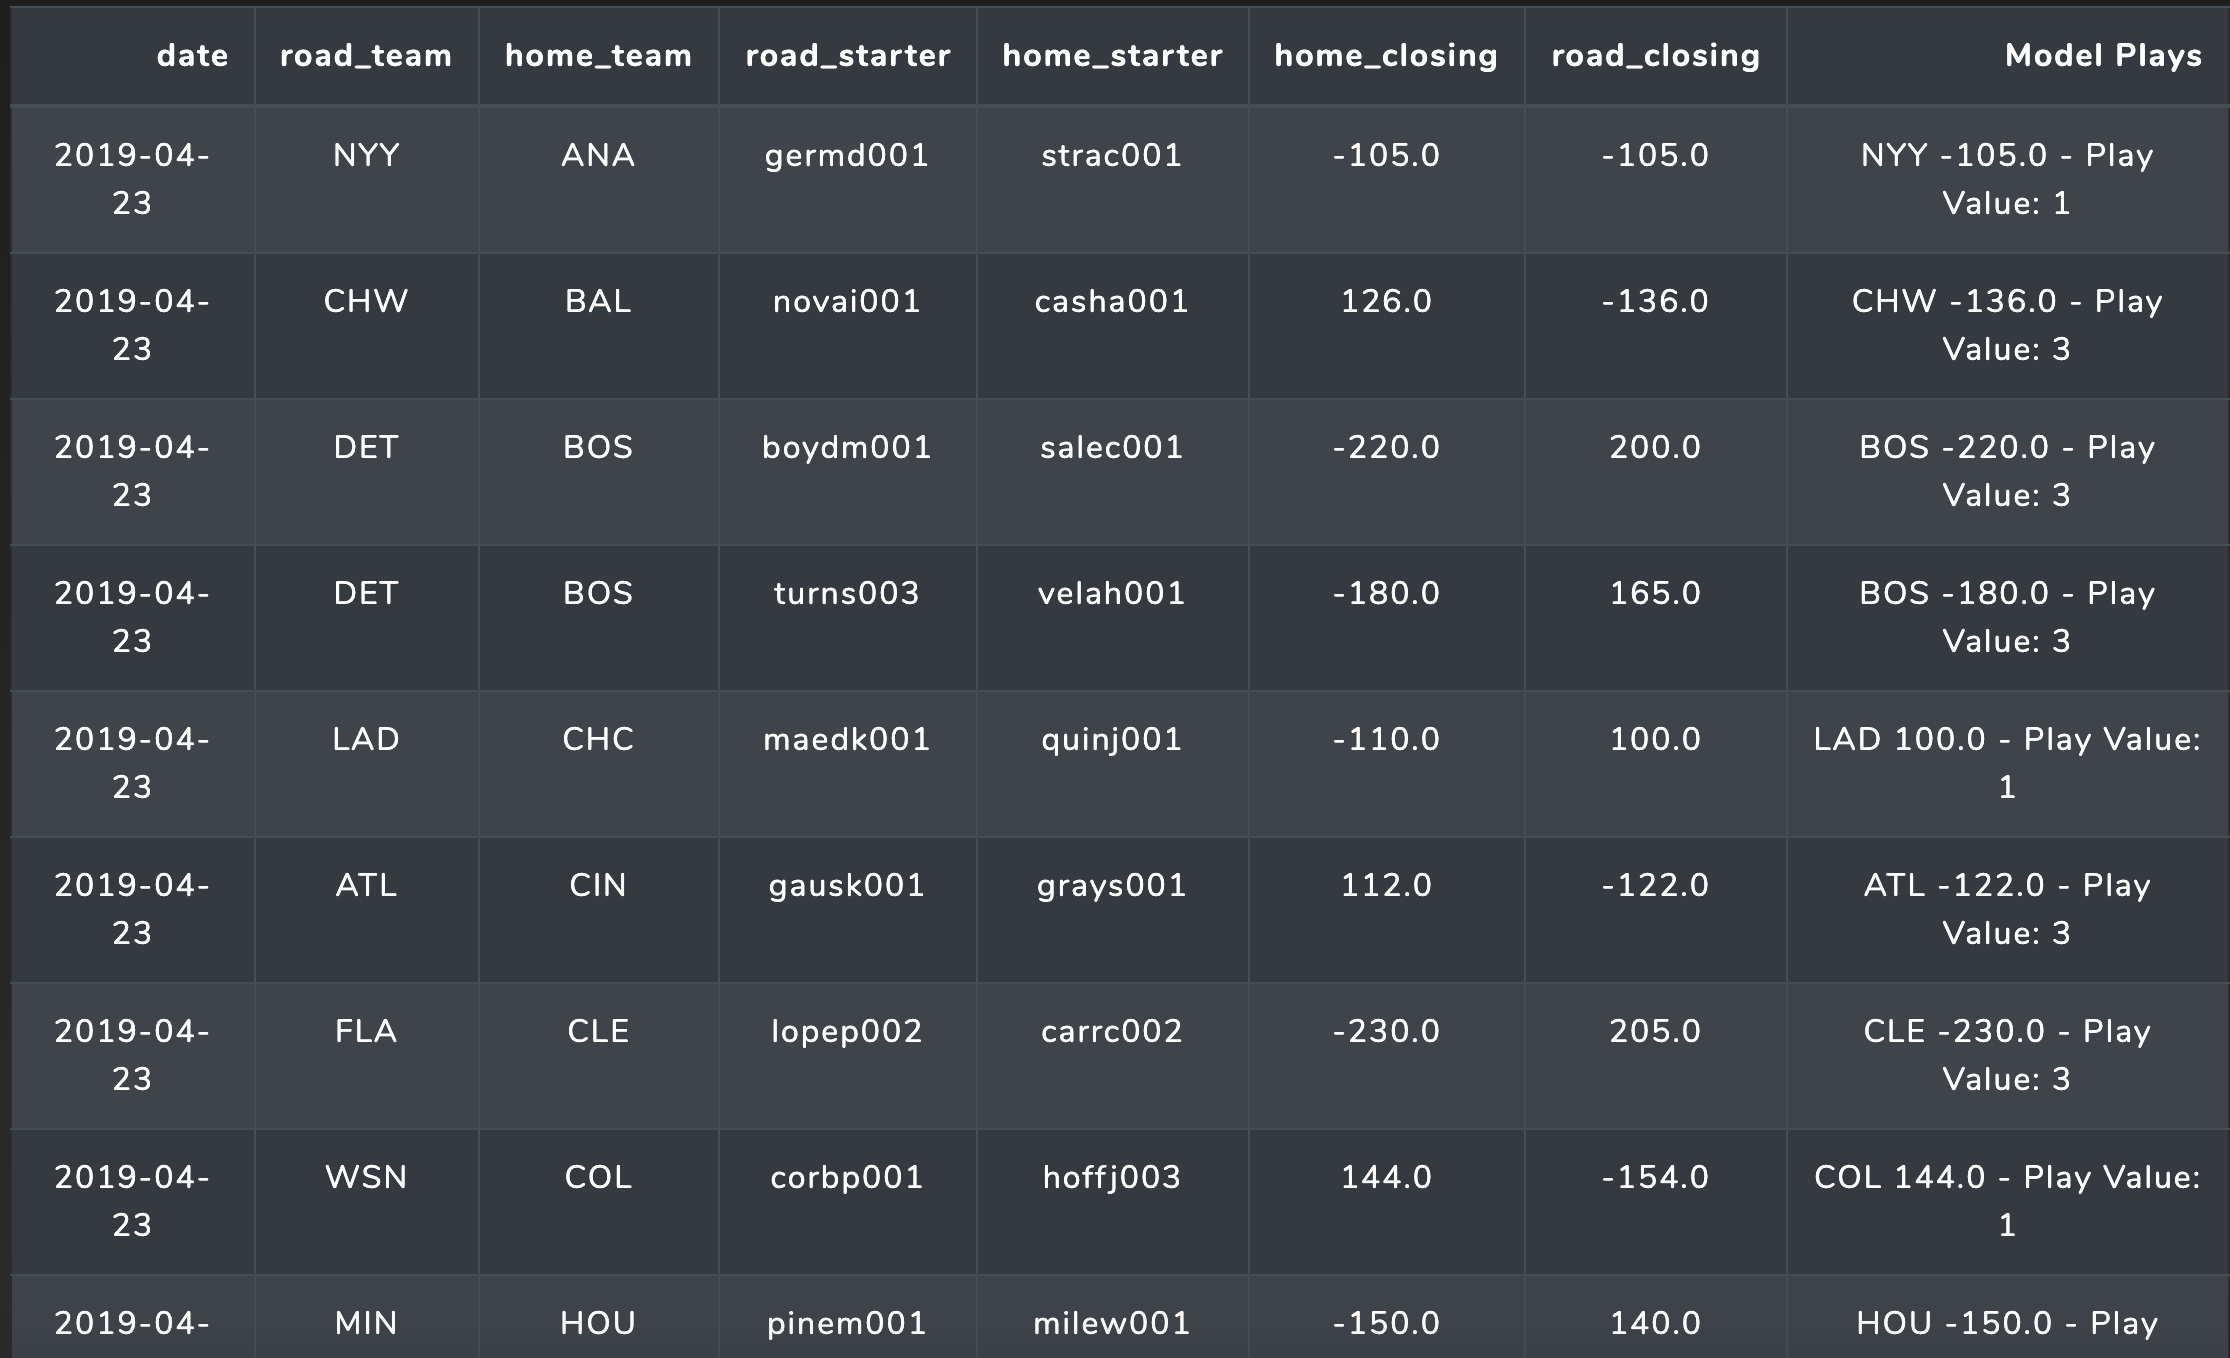 date road_team home_team road_starter home_starter home_closing road_closing Model Plays
2019-04- NYY ANA germd001 strac001 -105.0 -105.0 NYY -105.0 - Play
23 Value: 1
2019-04- CHW BAL novai001 casha001 126.0 -136.0 CHW -136.0 - Play
23 Value: 3
2019-04- DET BOS boydm001 salec001 -220.0 200.0 BOS -220.0 - Play
23 Value: 3
2019-04- DET BOS turns003 velah001 -180.0 165.0 BOS -180.0 - Play
23 Value: 3
2019-04- LAD CHC maedk001 quinj001 -110.0 100.0 LAD 100.0 - Play Value:
23 1
2019-04- ATL CIN gausk001 grays001 112.0 -122.0 ATL -122.0 - Play
23 Value: 3
2019-04- FLA CLE lopep002 carrc002 -230.0 205.0 CLE -230.0 - Play
23 Value: 3
2019-04- WSN COL corbp001 hoffj003 144.0 -154.0 COL 144.0 - Play Value:
23 1
2019-04- MIN HOU pinem001 milew001 -150.0 140.0 HOU -150.0 - Play